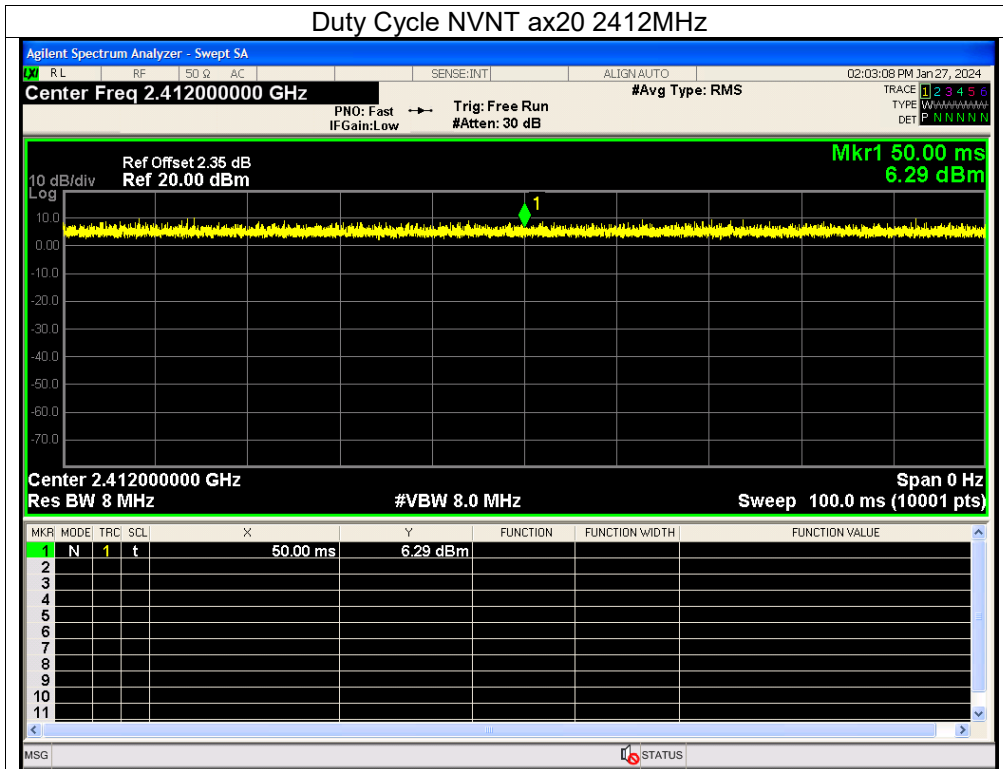 Duty Cycle NVNT ax20 2412MHz
Agilent Spectrum Analyzer - Swept SA
LXI RL RF 50 Ω AC SENSE:INT ALIGN AUTO 02:03:08 PM Jan 27, 2024
Center Freq 2.412000000 GHz #Avg Type: RMS TRACE 1 2 3 4 5 6
PNO: Fast Trig: Free Run TYPE WWWWWW
IFGain:Low #Atten: 30 dB DET P N N N N N
Mkr1 50.00 ms
6.29 dBm
Ref Offset 2.35 dB
10 dB/div Ref 20.00 dBm
Log
1
10.0
0.00
-10.0
-20.0
-30.0
-40.0
-50.0
-60.0
-70.0
Center 2.412000000 GHz Span 0 Hz
Res BW 8 MHz #VBW 8.0 MHz Sweep 100.0 ms (10001 pts)
MKR MODE TRC SCL X Y FUNCTION FUNCTION WIDTH FUNCTION VALUE
1 N 1 t 50.00 ms 6.29 dBm
2
3
4
5
6
7
8
9
10
11
MSG STATUS